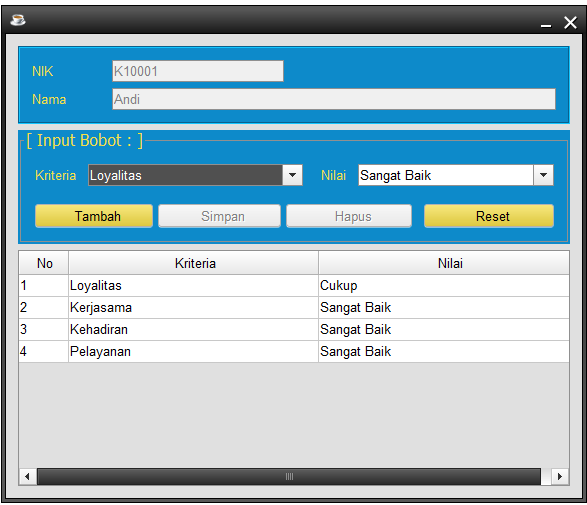 NIK K10001
Nama Andi
[ Input Bobot : ]
Kriteria Loyalitas Nilai Sangat Baik
Tambah Simpan Hapus Reset
No Kriteria Nilai
1 Loyalitas Cukup
2 Kerjasama Sangat Baik
3 Kehadiran Sangat Baik
4 Pelayanan Sangat Baik